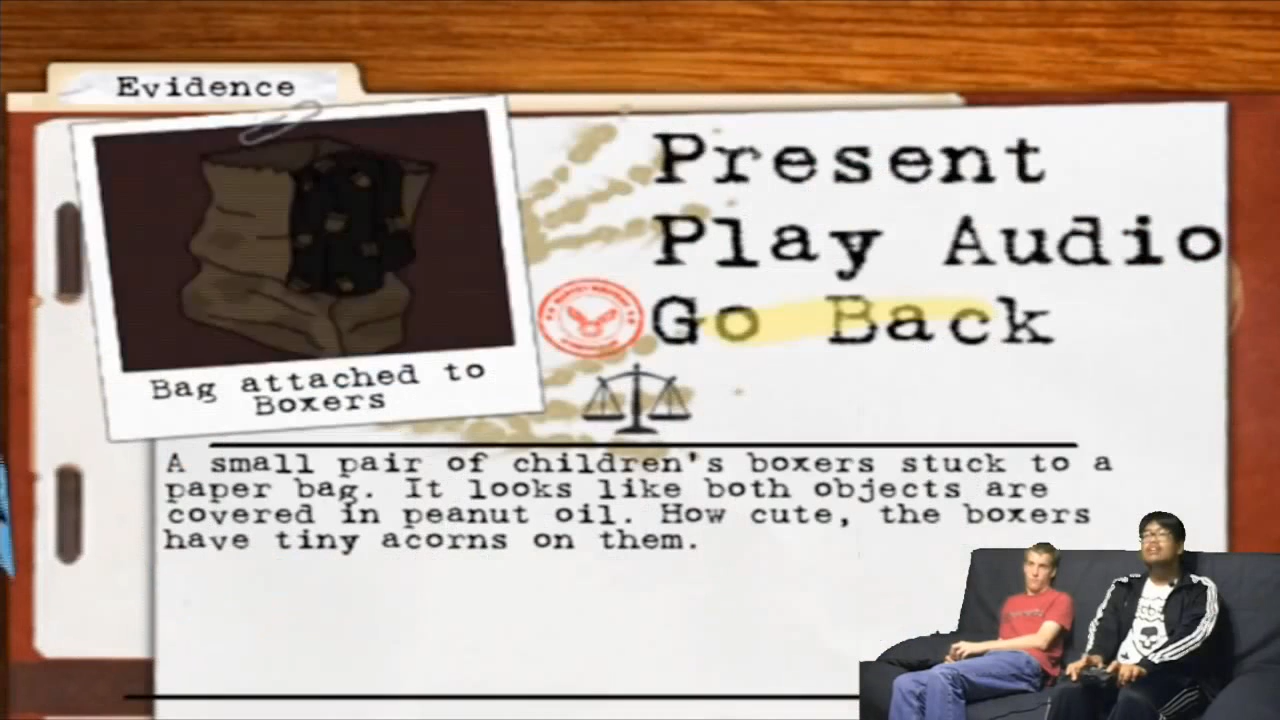 Evidence
Present
Play Audio
Go Back
Bag attached to
Boxers
A small pair of children's boxers stuck to a
paper bag. It looks like both objects are
covered in peanut oil. How cute, the boxers
have tiny acorns on them.